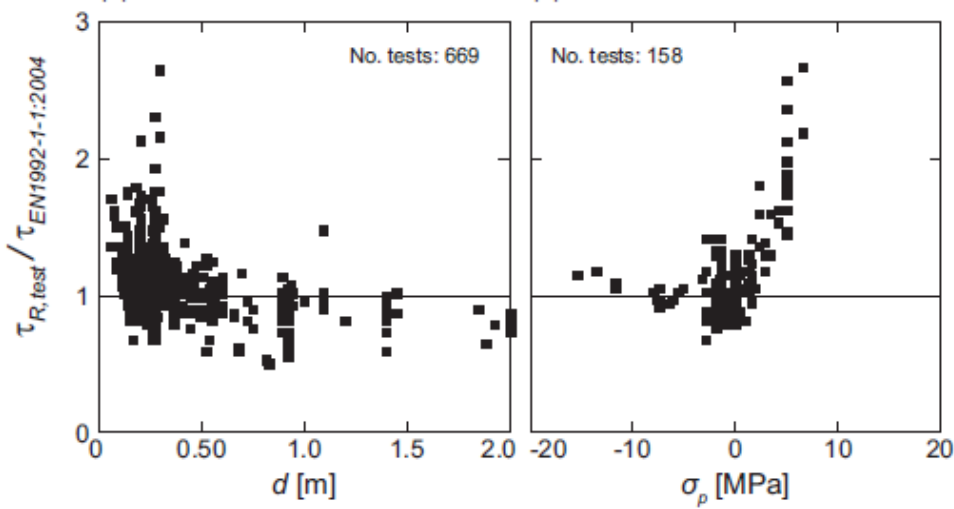 τR,test / τEN1992-1-1:2004
3
2
1
0
No. tests: 669
0 0.50 1.0 1.5 2.0
d [m]
No. tests: 158
-20 -10 0 10 20
σp [MPa]